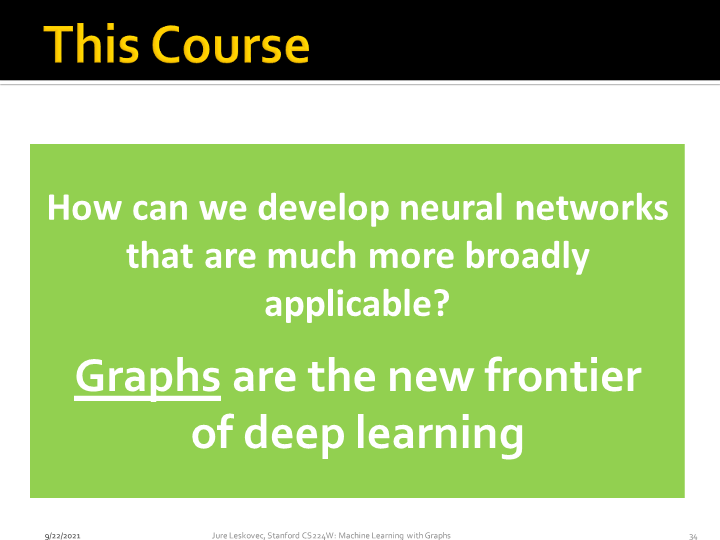 This Course
How can we develop neural networks
that are much more broadly
applicable?
Graphs are the new frontier
of deep learning
9/22/2021
Jure Leskovec, Stanford CS224W: Machine Learning with Graphs
34